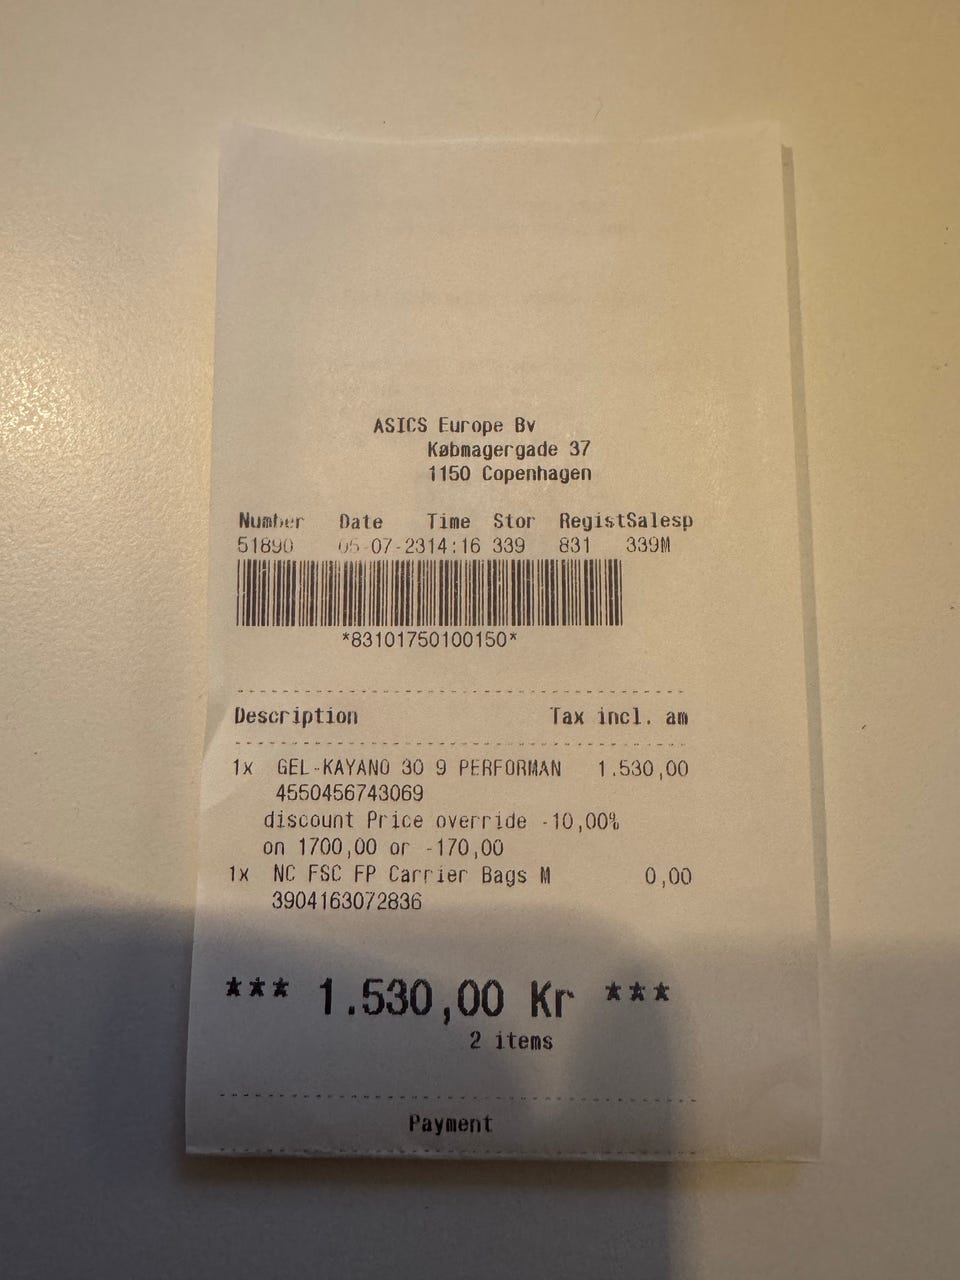 ASICS Europe Bv
Købmagergade 37
1150 Copenhagen
Number Date Time Stor RegistSalesp
51890 05-07-2314:16 339 831 339M
*83101750100150*
Description Tax incl. am
1x GEL-KAYANO 30 9 PERFORMAN 1.530,00
4550456743069
discount Price override -10,00%
on 1700,00 or -170,00
1x NC FSC FP Carrier Bags M 0,00
3904163072836
*** 1.530,00 Kr ***
2 items
Payment